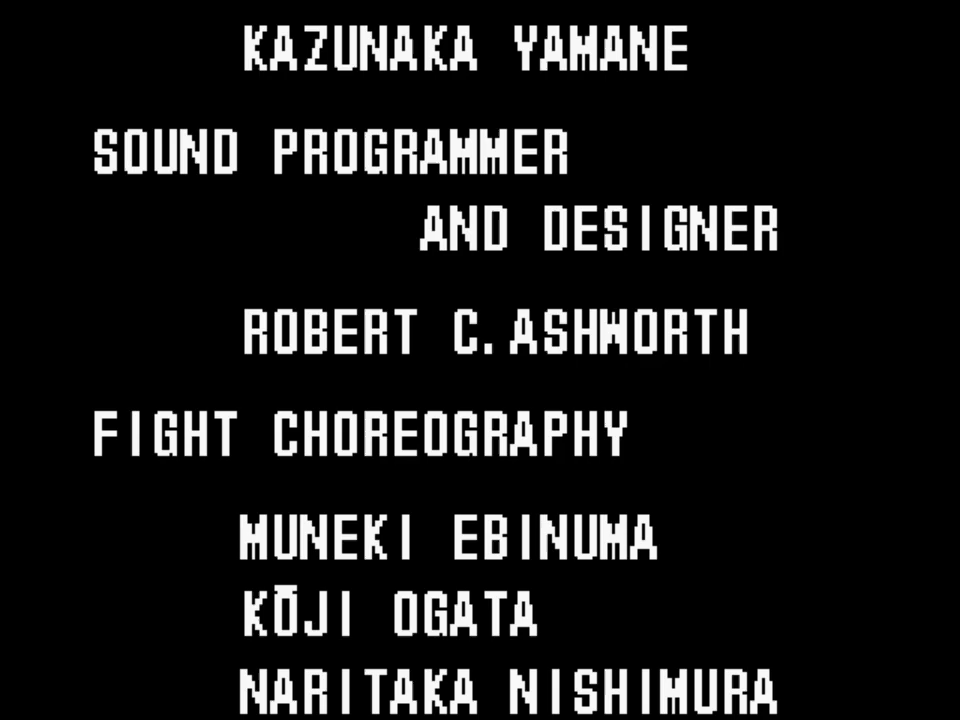 KAZUNAKA YAMANE
SOUND PROGRAMMER
AND DESIGNER
ROBERT C.ASHWORTH
FIGHT CHOREOGRAPHY
MUNEKI EBINUMA
KŌJI OGATA
NARITAKA NISHIMURA